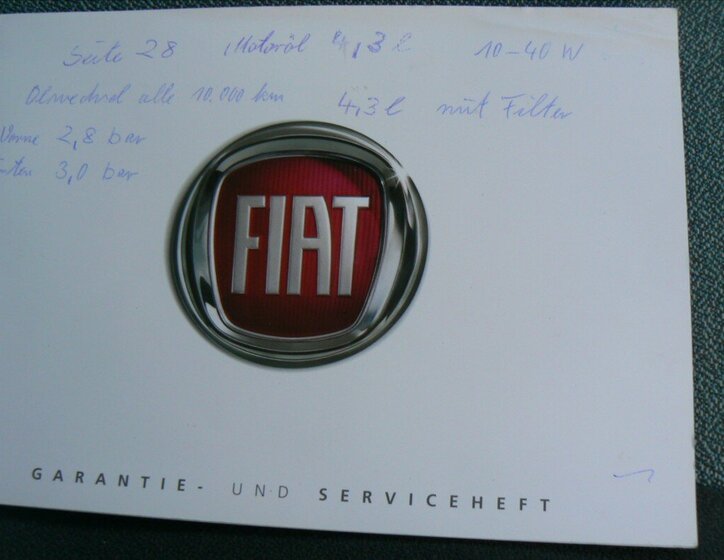 Seite 28 Motoröl 4,3 l 10-40 W
Ölwechsel alle 10.000 km 4,3 l mit Filter
Vorne 2,8 bar
nten 3,0 bar
FIAT
GARANTIE- UND SERVICEHEFT